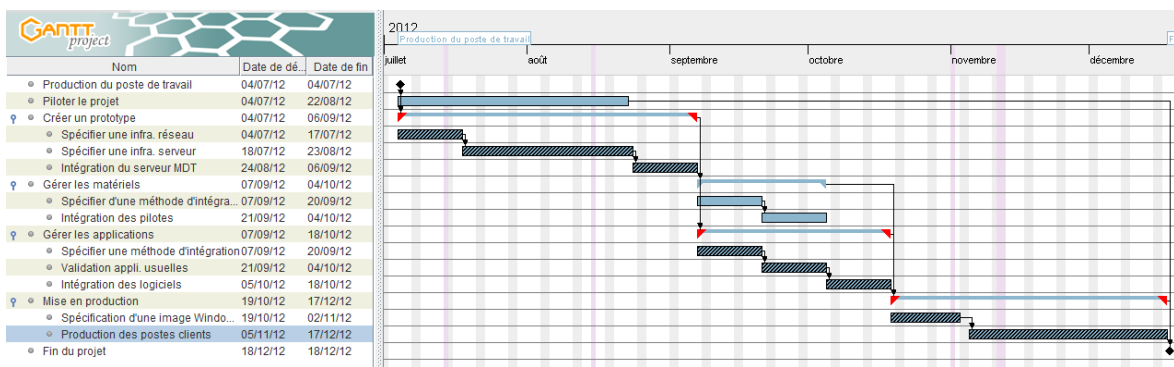 GANTT project
2012
Production du poste de travail
F
juillet août septembre octobre novembre décembre
Nom Date de dé... Date de fin
Production du poste de travail 04/07/12 04/07/12
Piloter le projet 04/07/12 22/08/12
Créer un prototype 04/07/12 06/09/12
Spécifier une infra. réseau 04/07/12 17/07/12
Spécifier une infra. serveur 18/07/12 23/08/12
Intégration du serveur MDT 24/08/12 06/09/12
Gérer les matériels 07/09/12 04/10/12
Spécifier d'une méthode d'intégra... 07/09/12 20/09/12
Intégration des pilotes 21/09/12 04/10/12
Gérer les applications 07/09/12 18/10/12
Spécifier une méthode d'intégration 07/09/12 20/09/12
Validation appli. usuelles 21/09/12 04/10/12
Intégration des logiciels 05/10/12 18/10/12
Mise en production 19/10/12 17/12/12
Spécification d'une image Windo... 19/10/12 02/11/12
Production des postes clients 05/11/12 17/12/12
Fin du projet 18/12/12 18/12/12